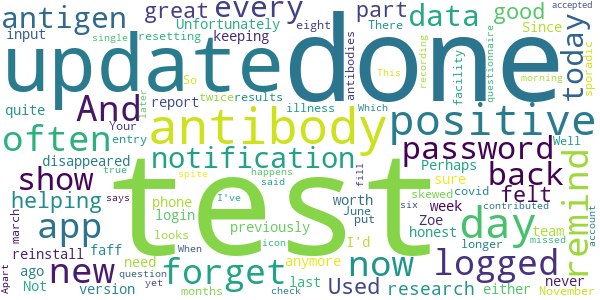 antigen great every part data good accepted
Unfortunately eight There Since
input single resetting keeping
antibodies facility questionnaire today
update done
So twice results This recording morning sporadic
And quite report illness Which
later Your entry
often antibody positive
disappeared true notification password remind
spite Perhaps Well
show happens fill back
helping said sure felt
test
march says phone I've worth covid
app login looks put June skewed day six week Zoe contributed team missed account
previously I'd honest
new icon logged
reinstall faff need anymore longer
forget now
ago question When Used last either never
Not version yet research
Apart months check November